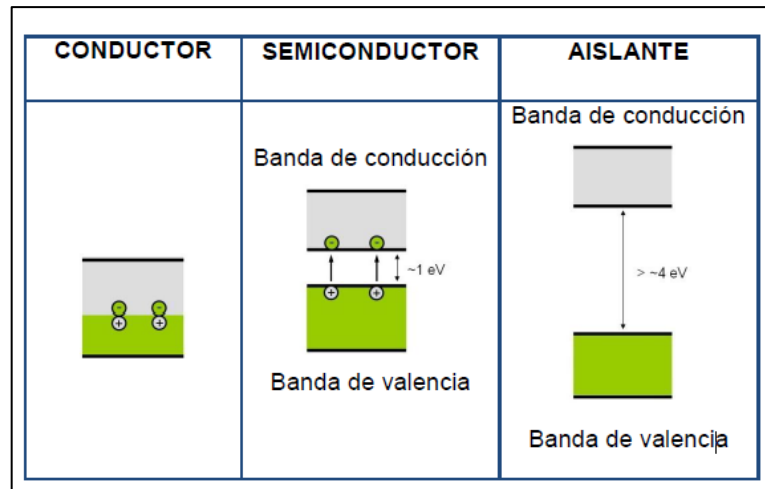 CONDUCTOR
SEMICONDUCTOR
AISLANTE
Banda de conducción
- -
+ +
~1 eV
Banda de valencia
- -
+ +
Banda de conducción
> ~4 eV
Banda de valencia